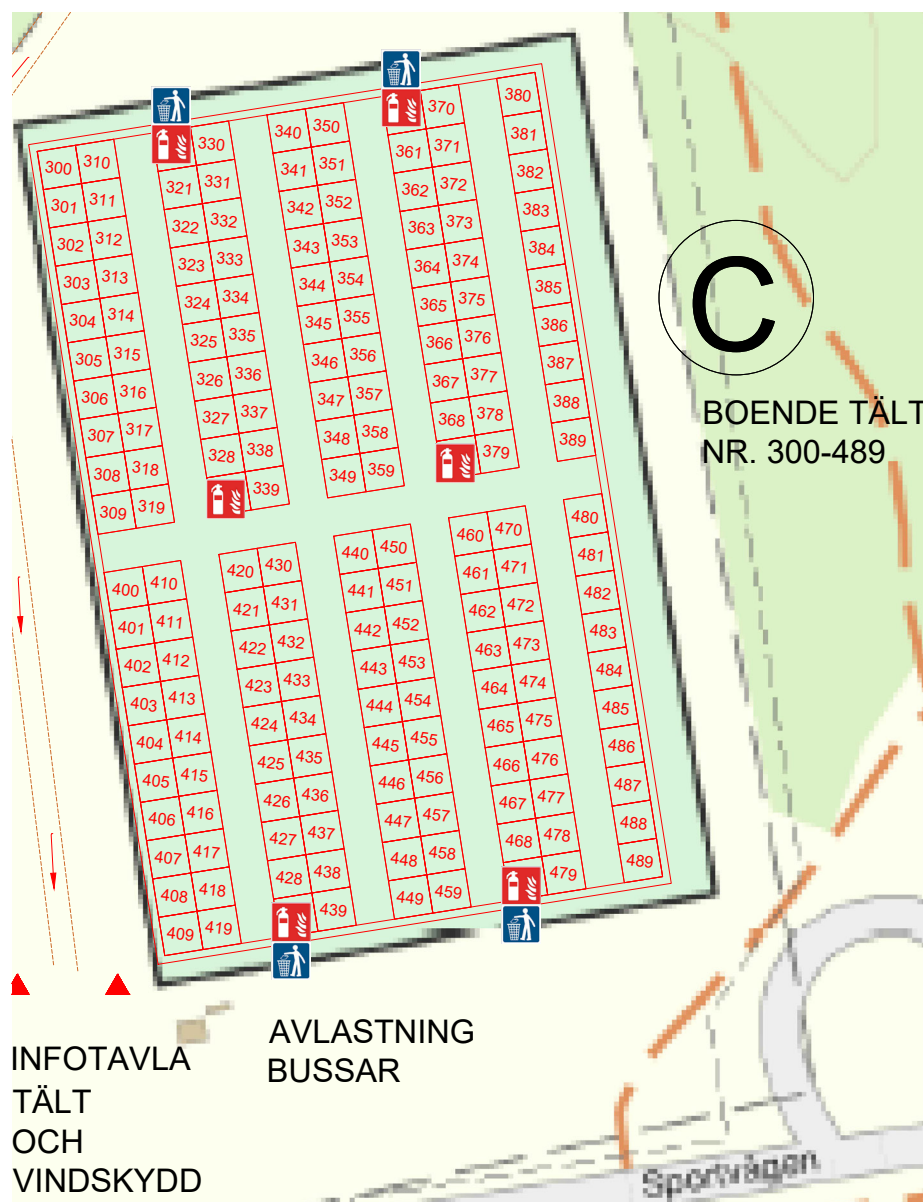 300 310 330 340 350 370 380
301 311 321 331 341 351 361 371 381
302 312 322 332 342 352 362 372 382
303 313 323 333 343 353 363 373 383
304 314 324 334 344 354 364 374 384
305 315 325 335 345 355 365 375 385
306 316 326 336 346 356 366 376 386
307 317 327 337 347 357 367 377 387
308 318 328 338 348 358 368 378 388
309 319 339 349 359 379 389
C
BOENDE TÄLT
NR. 300-489
400 410 420 430 440 450 460 470 480
401 411 421 431 441 451 461 471 481
402 412 422 432 442 452 462 472 482
403 413 423 433 443 453 463 473 483
404 414 424 434 444 454 464 474 484
405 415 425 435 445 455 465 475 485
406 416 426 436 446 456 466 476 486
407 417 427 437 447 457 467 477 487
408 418 428 438 448 458 468 478 488
409 419 439 449 459 479 489
INFOTAVLA
TÄLT
OCH
VINDSKYDD
AVLASTNING
BUSSAR
Sportvägen